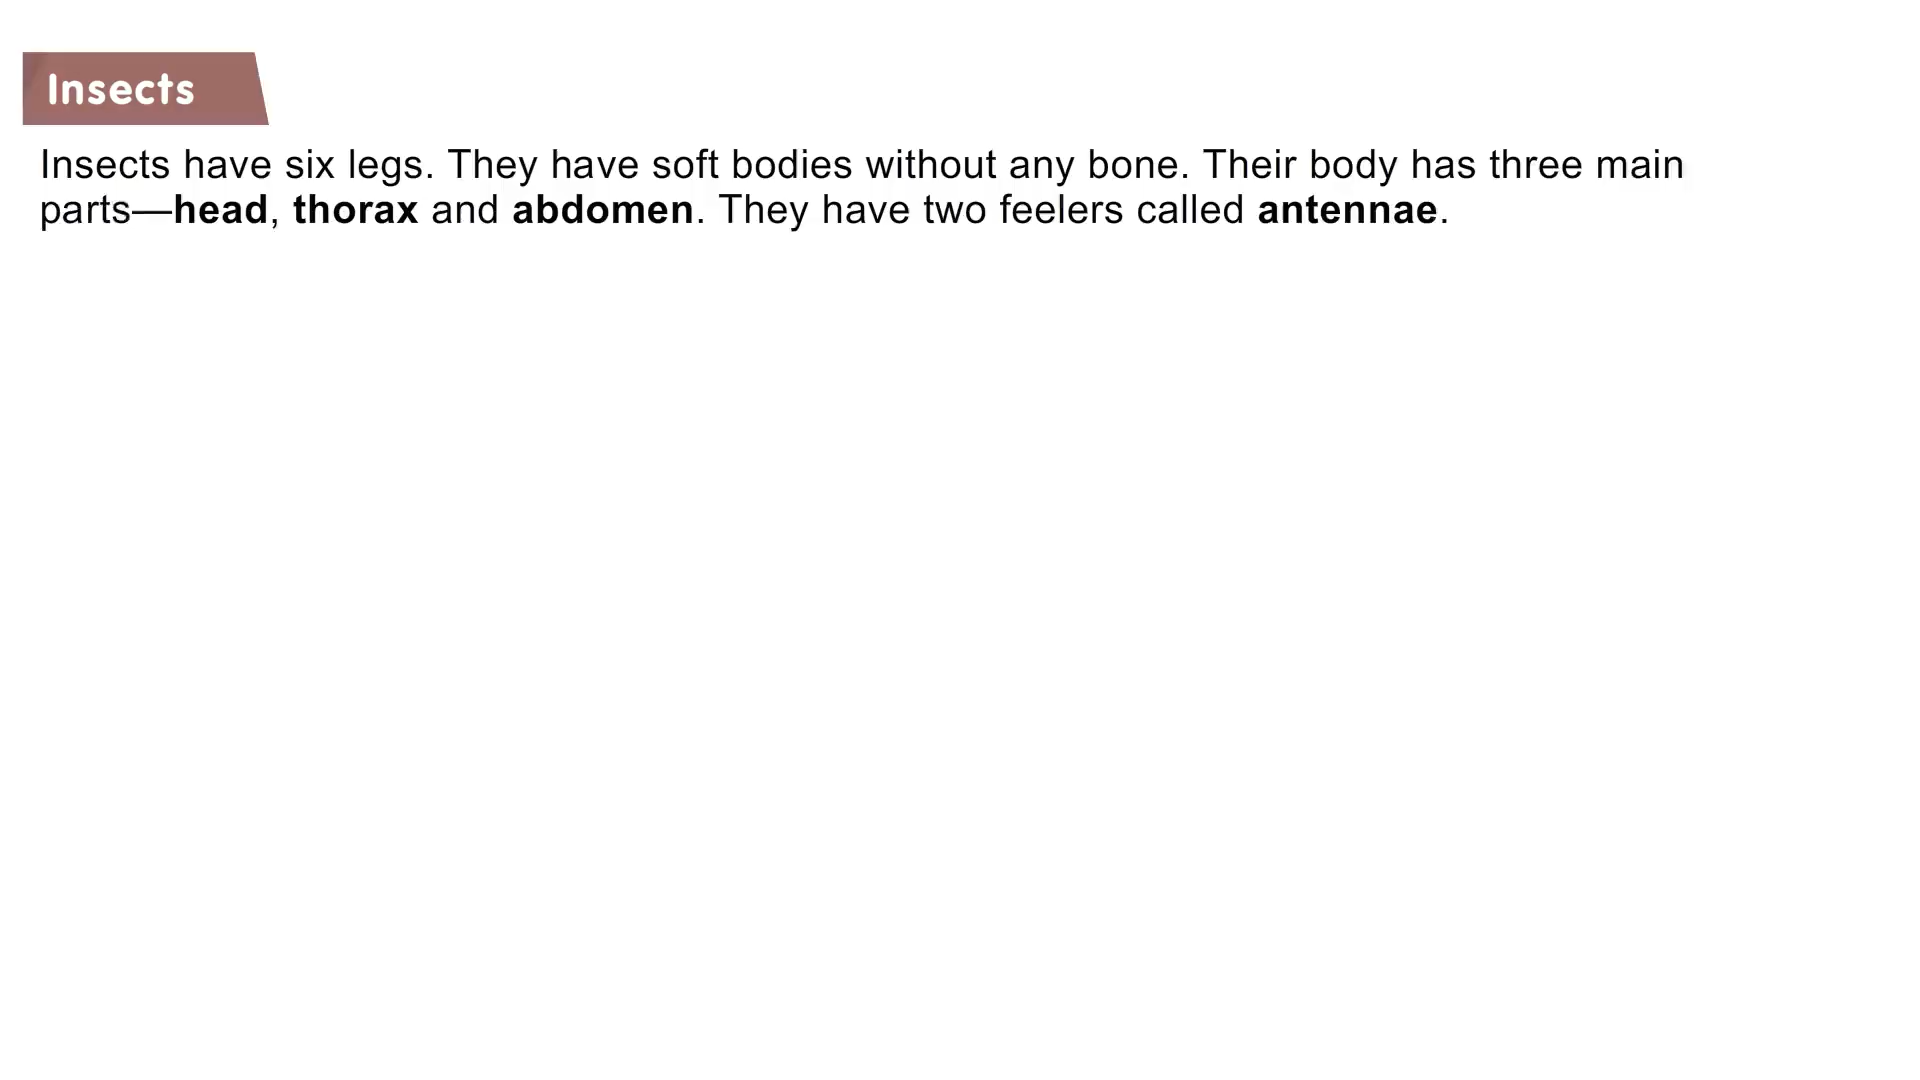 Insects
Insects have six legs. They have soft bodies without any bone. Their body has three main
parts—head, thorax and abdomen. They have two feelers called antennae.